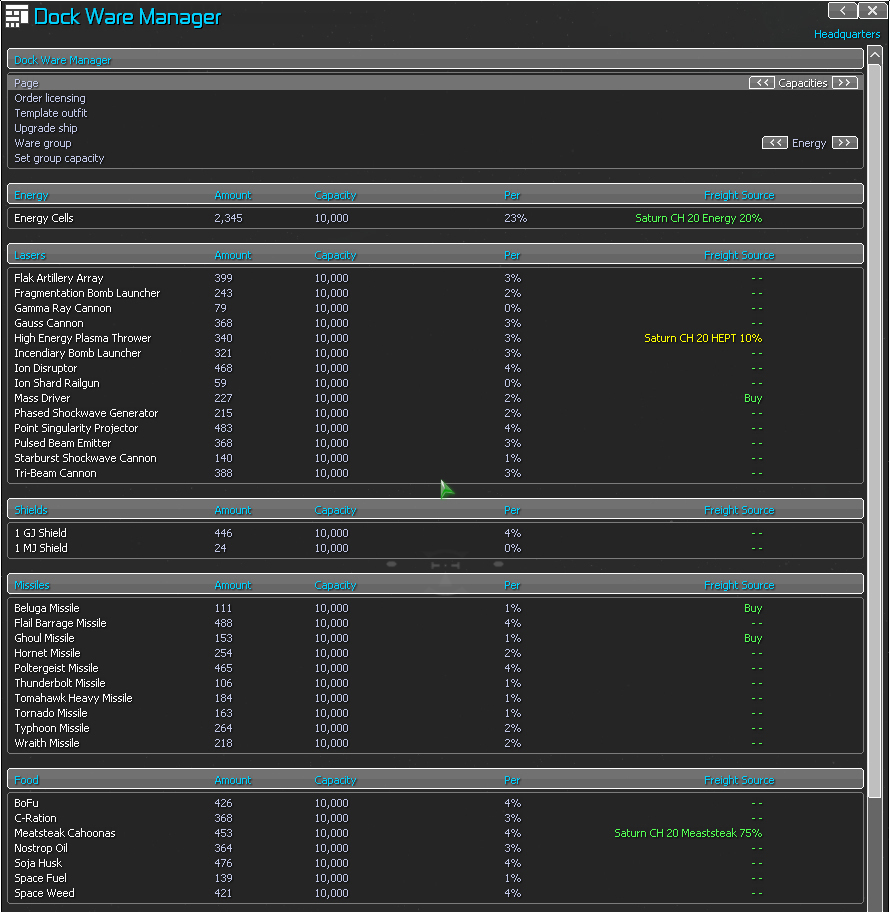 Dock Ware Manager
Headquarters
Dock Ware Manager
Page << Capacities >>
Order licensing
Template outfit
Upgrade ship
Ware group << Energy >>
Set group capacity
Energy Amount Capacity Per Freight Source
Energy Cells 2,345 10,000 23% Saturn CH 20 Energy 20%
Lasers Amount Capacity Per Freight Source
Flak Artillery Array 399 10,000 3% --
Fragmentation Bomb Launcher 243 10,000 2% --
Gamma Ray Cannon 79 10,000 0% --
Gauss Cannon 368 10,000 3% --
High Energy Plasma Thrower 340 10,000 3% Saturn CH 20 HEPT 10%
Incendiary Bomb Launcher 321 10,000 3% --
Ion Disruptor 468 10,000 4% --
Ion Shard Railgun 59 10,000 0% --
Mass Driver 227 10,000 2% Buy
Phased Shockwave Generator 215 10,000 2% --
Point Singularity Projector 483 10,000 4% --
Pulsed Beam Emitter 368 10,000 3% --
Starburst Shockwave Cannon 140 10,000 1% --
Tri-Beam Cannon 388 10,000 3% --
Shields Amount Capacity Per Freight Source
1 GJ Shield 446 10,000 4% --
1 MJ Shield 24 10,000 0% --
Missiles Amount Capacity Per Freight Source
Beluga Missile 111 10,000 1% Buy
Flail Barrage Missile 488 10,000 4% --
Ghoul Missile 153 10,000 1% Buy
Hornet Missile 254 10,000 2% --
Poltergeist Missile 465 10,000 4% --
Thunderbolt Missile 106 10,000 1% --
Tomahawk Heavy Missile 184 10,000 1% --
Tornado Missile 163 10,000 1% --
Typhoon Missile 264 10,000 2% --
Wraith Missile 218 10,000 2% --
Food Amount Capacity Per Freight Source
BoFu 426 10,000 4% --
C-Ration 368 10,000 3% --
Meatsteak Cahoonas 453 10,000 4% Saturn CH 20 Meaststeak 75%
Nostrop Oil 364 10,000 3% --
Soja Husk 476 10,000 4% --
Space Fuel 139 10,000 1% --
Space Weed 421 10,000 4% --